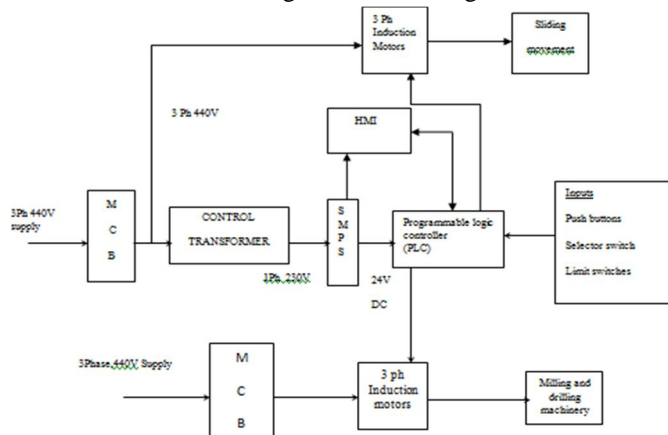 3 Ph
Induction
Motors
Sliding
movement
3 Ph 440V
HMI
3Ph 440V
supply
M
C
B
CONTROL
TRANSFORMER
S
M
P
S
Programmable logic
controller
(PLC)
Inputs
Push buttons
Selector switch
Limit switches
1Ph 230V
24V
DC
3Phase,440V Supply
M
C
B
3 ph
Induction
motors
Milling and
drilling
machinery